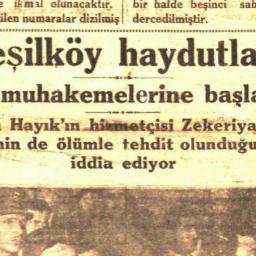 ikmal olunacaktır.
ilen numaralar dizilmiş
bir halde beşinci sah
dercedilmiştir.
eşilköy haydutla
muhakemelerine başla
Hayık'ın hizmetçisi Zekeriya
nin de ölümle tehdit olunduğu
iddia ediyor